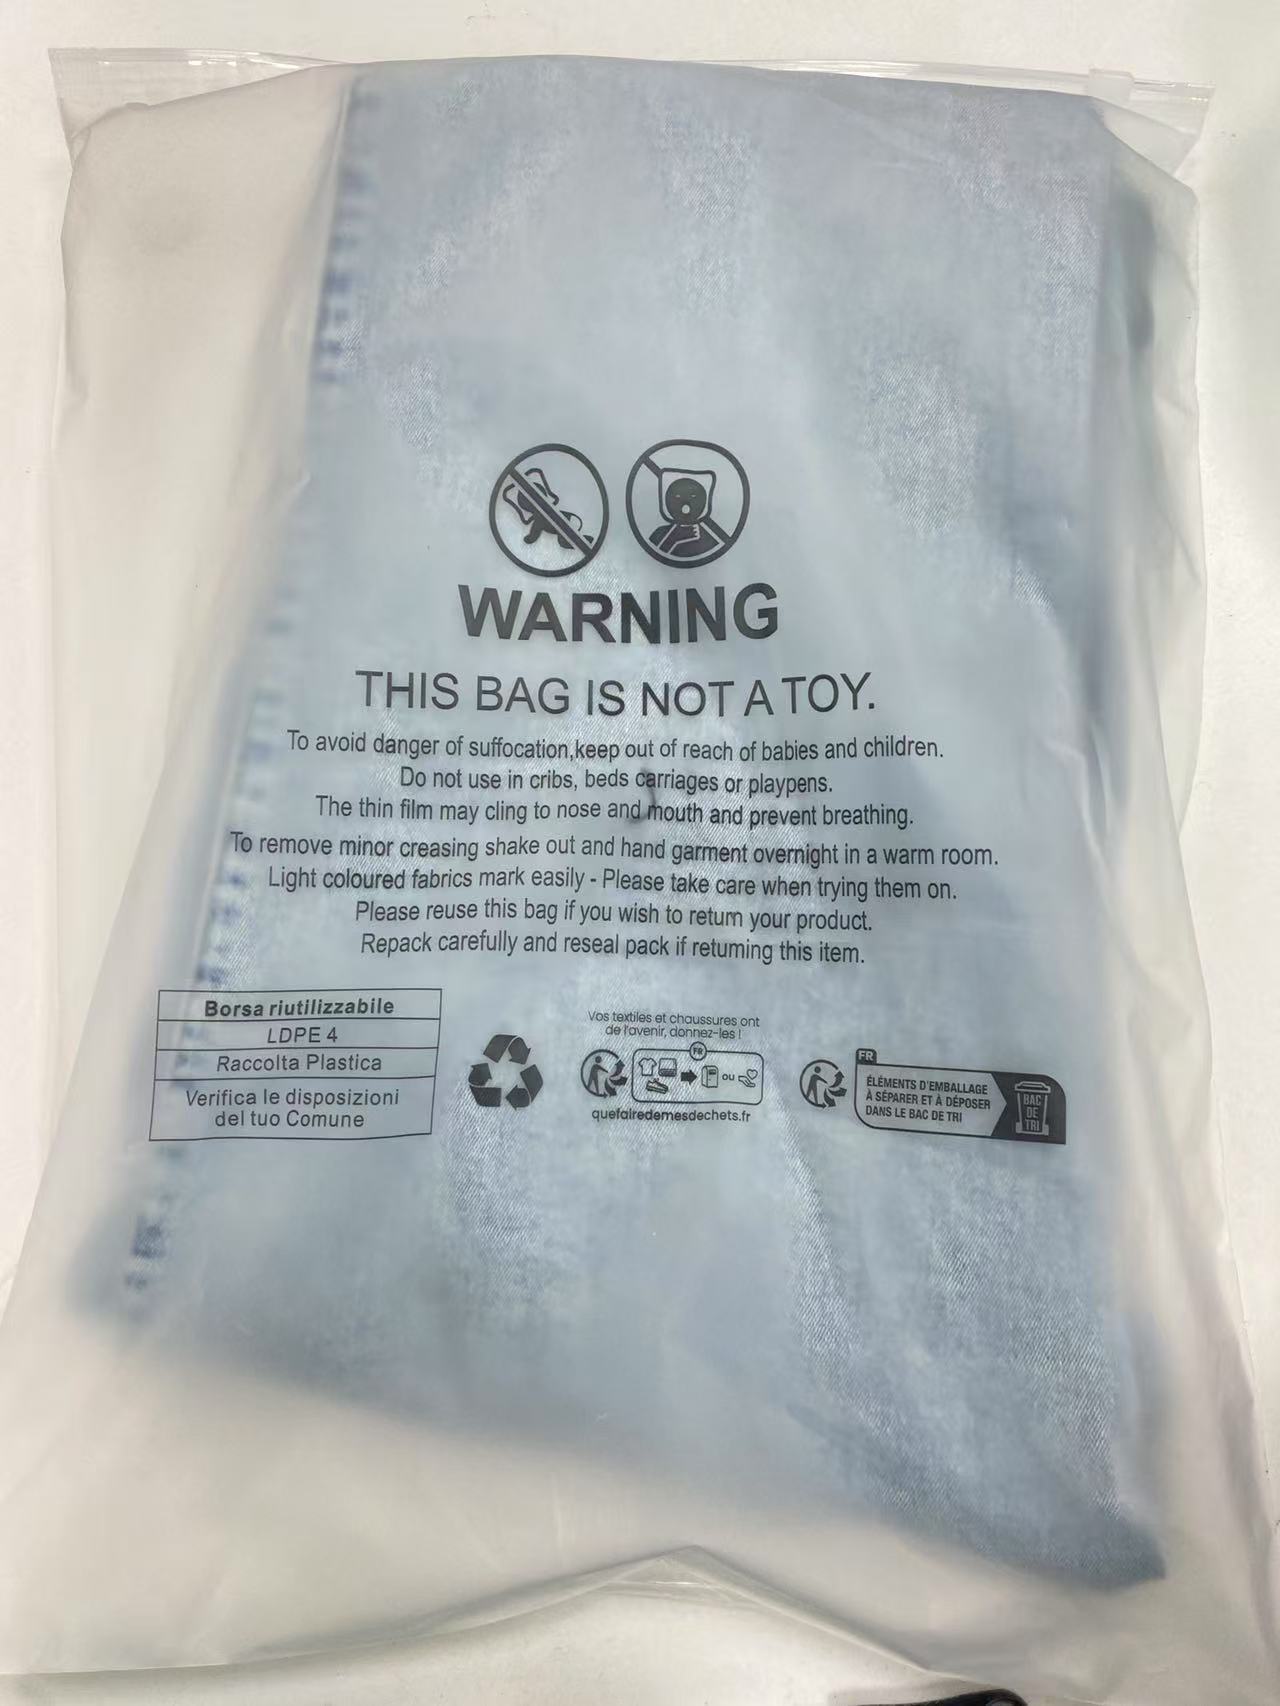 WARNING
THIS BAG IS NOT A TOY.
To avoid danger of suffocation,keep out of reach of babies and children.
Do not use in cribs, beds carriages or playpens.
The thin film may cling to nose and mouth and prevent breathing.
To remove minor creasing shake out and hand garment overnight in a warm room.
Light coloured fabrics mark easily - Please take care when trying them on.
Please reuse this bag if you wish to return your product.
Repack carefully and reseal pack if returning this item.
Borsa riutilizzabile
LDPE 4
Raccolta Plastica
Verifica le disposizioni
del tuo Comune
Vos textiles et chaussures ont
de l'avenir, donnez-les !
FR
ou
quefairedemesdechets.fr
FR
ÉLÉMENTS D'EMBALLAGE
À SÉPARER ET À DÉPOSER
DANS LE BAC DE TRI
BAC
DE
TRI